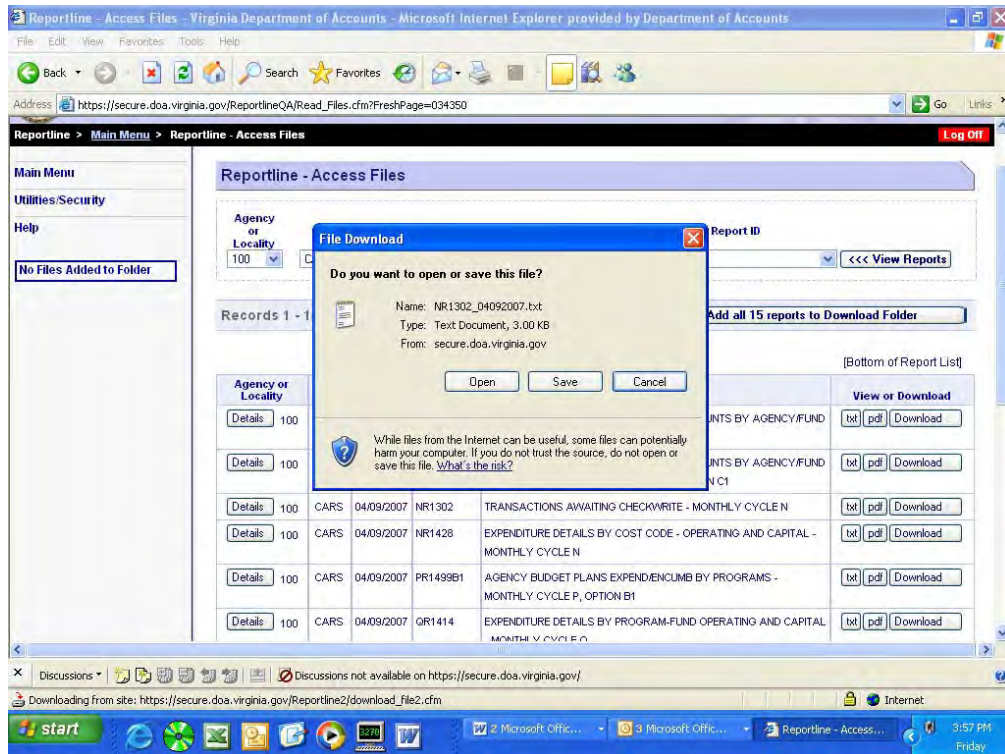 Reportline - Access Files - Virginia Department of Accounts - Microsoft Internet Explorer provided by Department of Accounts
File Edit View Favorites Tools Help
Back Search Favorites
Address https://secure.doa.virginia.gov/ReportlineQA/Read_Files.cfm?FreshPage=034350 Go Links
Reportline > Main Menu > Reportline - Access Files Log Off
Main Menu
Utilities/Security
Help
No Files Added to Folder
Reportline - Access Files
Agency
or
Locality
Report ID
100 <<< View Reports
File Download
Do you want to open or save this file?
Name: NR1302_04092007.txt
Type: Text Document, 3.00 KB
From: secure.doa.virginia.gov
Open Save Cancel
While files from the Internet can be useful, some files can potentially
harm your computer. If you do not trust the source, do not open or
save this file. What's the risk?
Records 1 - 1 Add all 15 reports to Download Folder
[Bottom of Report List]
Agency or
Locality
View or Download
Details 100 UNTS BY AGENCY/FUND txt pdf Download
Details 100 UNTS BY AGENCY/FUND txt pdf Download
N C1
Details 100 CARS 04/09/2007 NR1302 TRANSACTIONS AWAITING CHECKWRITE - MONTHLY CYCLE N txt pdf Download
Details 100 CARS 04/09/2007 NR1428 EXPENDITURE DETAILS BY COST CODE - OPERATING AND CAPITAL - txt pdf Download
MONTHLY CYCLE N
Details 100 CARS 04/09/2007 PR1499B1 AGENCY BUDGET PLANS EXPEND/ENCUMB BY PROGRAMS - txt pdf Download
MONTHLY CYCLE P, OPTION B1
Details 100 CARS 04/09/2007 QR1414 EXPENDITURE DETAILS BY PROGRAM-FUND OPERATING AND CAPITAL txt pdf Download
- MONTHLY CYCLE Q
Discussions Discussions not available on https://secure.doa.virginia.gov/
Downloading from site: https://secure.doa.virginia.gov/Reportline2/download_file2.cfm Internet
start 3270 2 Microsoft Offic... 3 Microsoft Offic... Reportline - Access... 3:57 PM
Friday